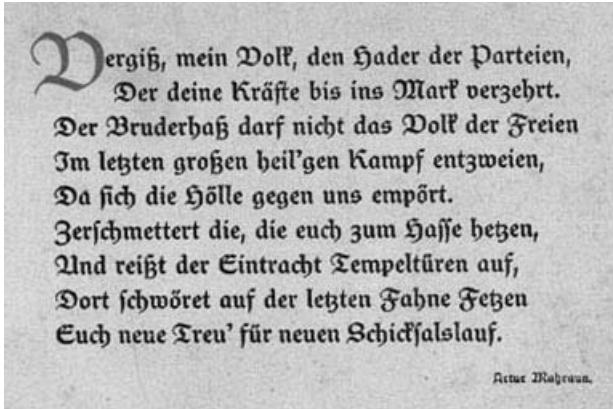 Vergiß, mein Volk, den Hader der Parteien,
Der deine Kräfte bis ins Mark verzehrt.
Der Bruderhaß darf nicht das Volk der Freien
Im letzten großen heil'gen Kampf entzweien,
Da sich die Hölle gegen uns empört.
Zerschmettert die, die euch zum Hasse hetzen,
Und reißt der Eintracht Tempeltüren auf,
Dort schwöret auf der letzten Fahne Fetzen
Euch neue Treu' für neuen Schicksalslauf.
Artur Mahraun.